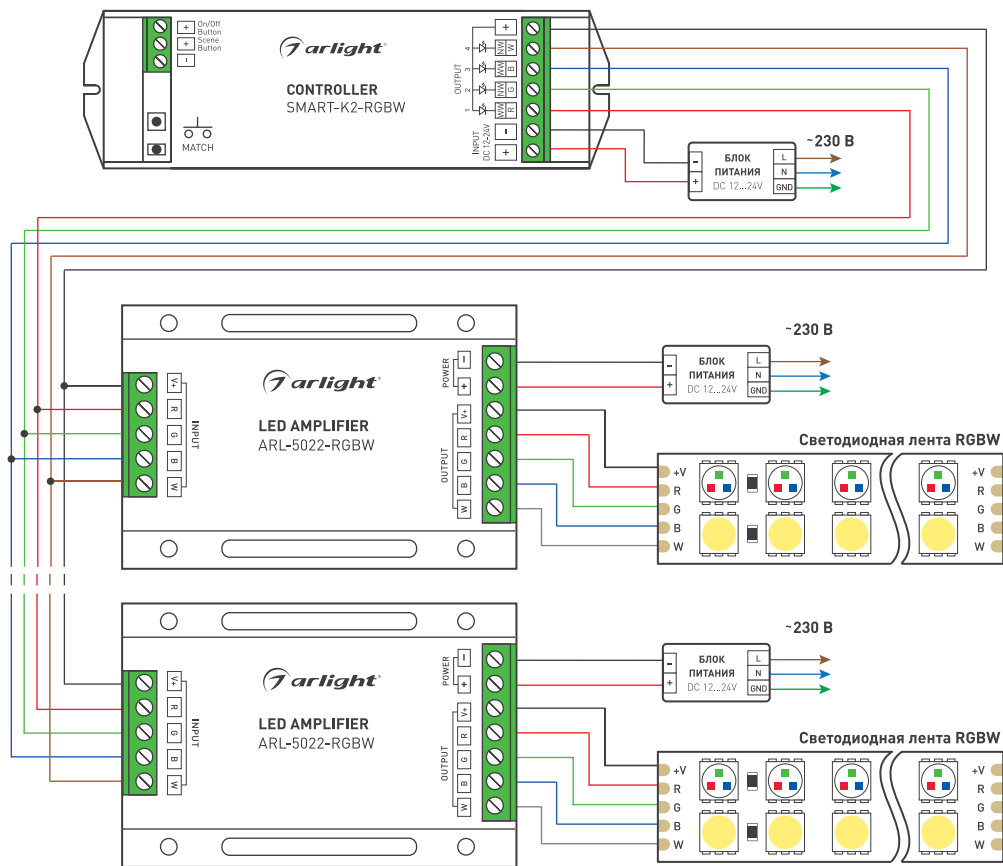 + On/Off Button
+ Scene Button
-
MATCH
arlight
CONTROLLER
SMART-K2-RGBW
OUTPUT
+
4 NW W
3 WW B
2 NW G
1 WW R
INPUT
DC 12-24V
-
+
~230 В
-
+
БЛОК
ПИТАНИЯ
DC 12...24V
L
N
GND
INPUT
V+
R
G
B
W
arlight
LED AMPLIFIER
ARL-5022-RGBW
POWER
-
+
OUTPUT
V+
R
G
B
W
~230 В
-
+
БЛОК
ПИТАНИЯ
DC 12...24V
L
N
GND
Светодиодная лента RGBW
+V
R
G
B
W
+V
R
G
B
W
INPUT
V+
R
G
B
W
arlight
LED AMPLIFIER
ARL-5022-RGBW
POWER
-
+
OUTPUT
V+
R
G
B
W
~230 В
-
+
БЛОК
ПИТАНИЯ
DC 12...24V
L
N
GND
Светодиодная лента RGBW
+V
R
G
B
W
+V
R
G
B
W